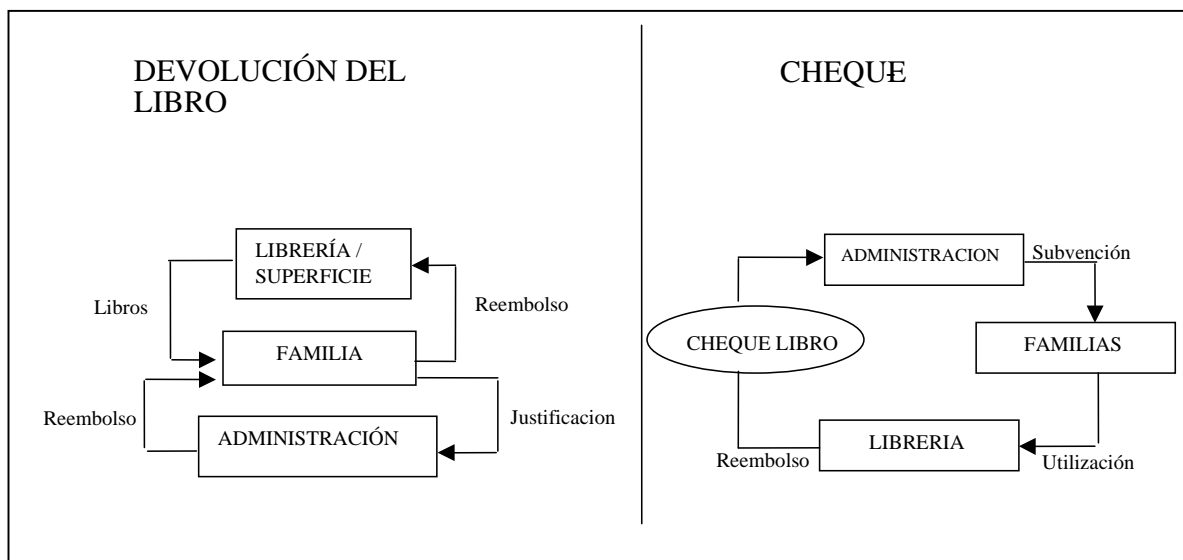 DEVOLUCIÓN DEL
LIBRO
LIBRERÍA /
SUPERFICIE
Libros
Reembolso
FAMILIA
Reembolso
Justificacion
ADMINISTRACIÓN
CHEQUE
ADMINISTRACION
Subvención
CHEQUE LIBRO
FAMILIAS
LIBRERIA
Reembolso
Utilización